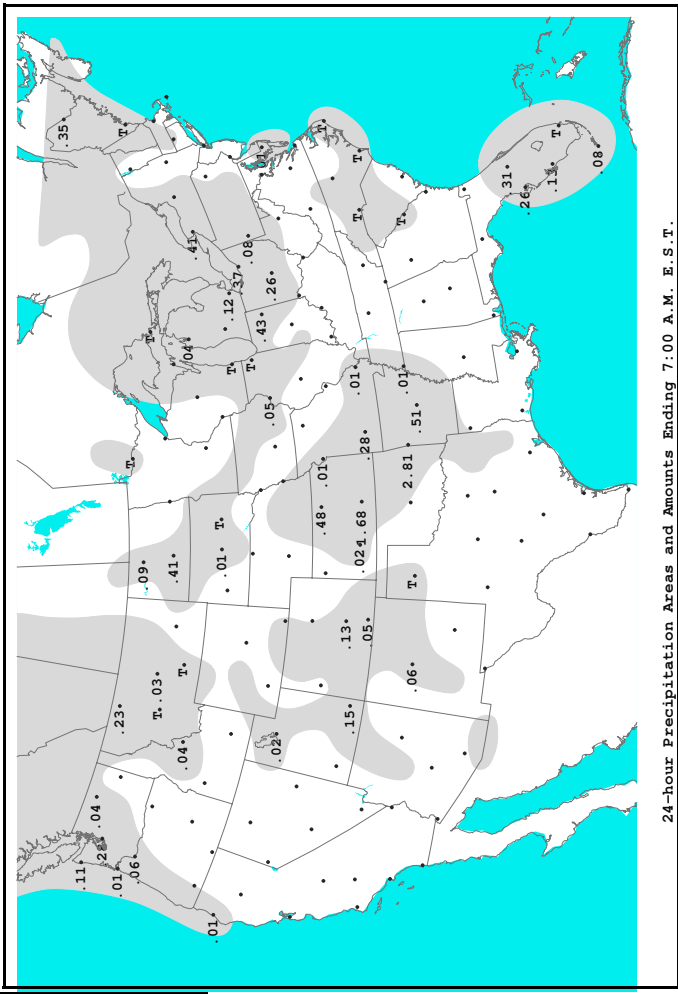 .35
.11
.04
.01
.23
T
T
.06
.09
T
T
.03
.41
.04
T
.04
.41
.01
T
.01
.12
T
.37
.08
T
.43
.05
.26
.02
.48
.01
T
.13
.15
.01
T
T
.02
1.68
.28
.05
.01
T
2.81
.06
T
.51
.31
.26
T
.08
24-hour Precipitation Areas and Amounts Ending 7:00 A.M. E.S.T.